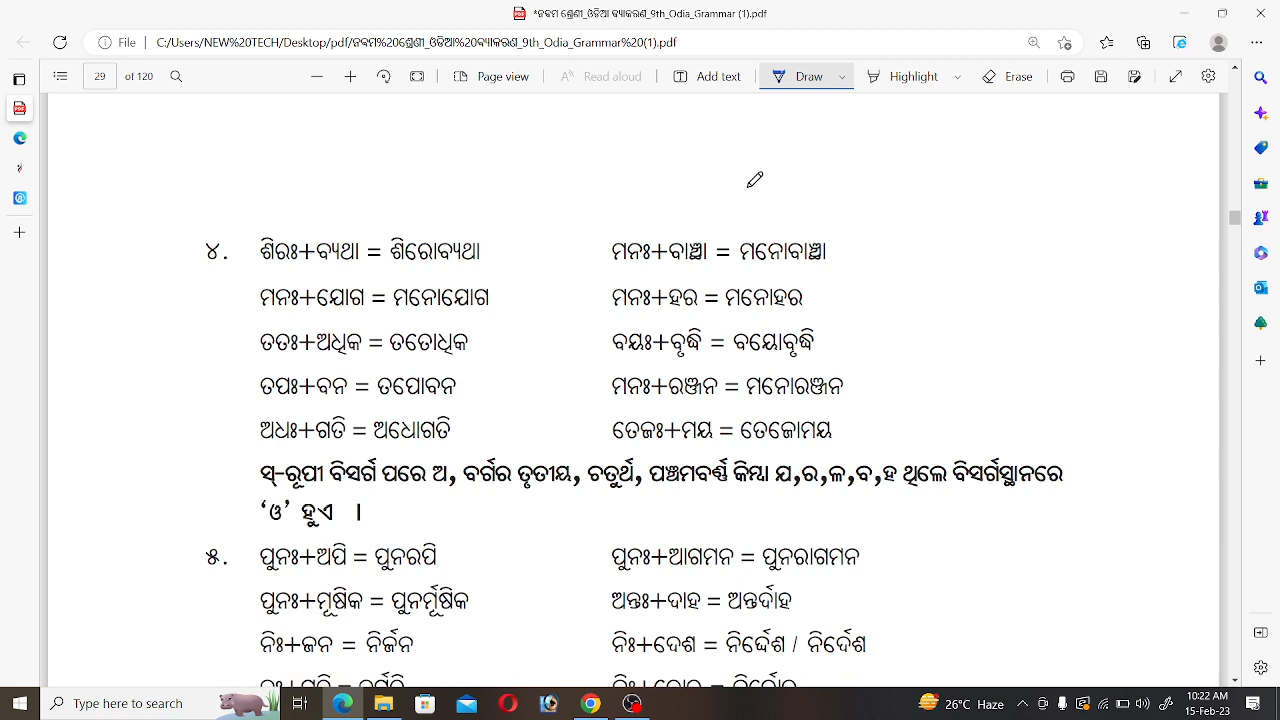 *ନବମ ଶ୍ରେଣୀ_ଓଡିଆ ବ୍ୟାକରଣ_9th_Odia_Grammar (1).pdf
File C:/Users/NEW%20TECH/Desktop/pdf/ନବମ%20ଶ୍ରେଣୀ_ଓଡିଆ%20ବ୍ୟାକରଣ_9th_Odia_Grammar%20(1).pdf
29 of 120 Page view Read aloud Add text Draw Highlight Erase
୪. ଶିରଃ+ବ୍ୟଥା = ଶିରୋବ୍ୟଥା ମନଃ+ବାଞ୍ଛା = ମନୋବାଞ୍ଛା
ମନଃ+ଯୋଗ = ମନୋଯୋଗ ମନଃ+ହର = ମନୋହର
ତତଃ+ଅଧିକ = ତତୋଧିକ ବୟଃ+ବୃଦ୍ଧି = ବୟୋବୃଦ୍ଧି
ତପଃ+ବନ = ତପୋବନ ମନଃ+ରଞ୍ଜନ = ମନୋରଞ୍ଜନ
ଅଧଃ+ଗତି = ଅଧୋଗତି ତେଜଃ+ମୟ = ତେଜୋମୟ
ସ୍-ରୂପୀ ବିସର୍ଗ ପରେ ଅ, ବର୍ଗର ତୃତୀୟ, ଚତୁର୍ଥ, ପଞ୍ଚମବର୍ଣ୍ଣ କିମ୍ବା ଯ,ର,ଳ,ବ,ହ ଥିଲେ ବିସର୍ଗସ୍ଥାନରେ
‘ଓ’ ହୁଏ ।
୫. ପୁନଃ+ଅପି = ପୁନରପି ପୁନଃ+ଆଗମନ = ପୁନରାଗମନ
ପୁନଃ+ମୂଷିକ = ପୁନର୍ମୂଷିକ ଅନ୍ତଃ+ଦାହ = ଅନ୍ତର୍ଦାହ
ନିଃ+ଜନ = ନିର୍ଜନ ନିଃ+ଦେଶ = ନିର୍ଦ୍ଦେଶ / ନିର୍ଦେଶ
Type here to search 26°C Haze 10:22 AM
15-Feb-23